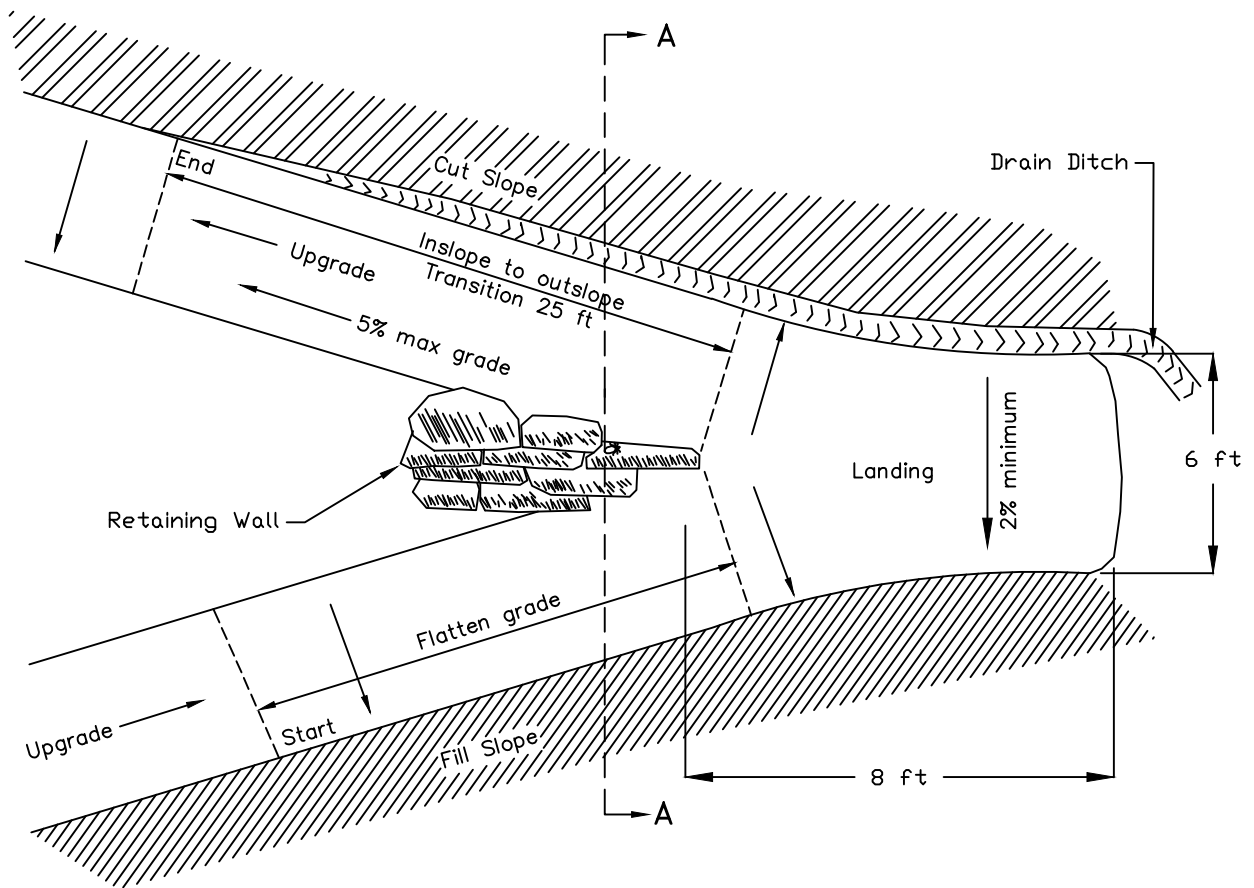 A
Drain Ditch
End
Cut Slope
Inslope to outslope
Transition 25 ft
Upgrade
5% max grade
2% minimum
Landing
6 ft
Retaining Wall
Flatten grade
Start
Upgrade
Fill Slope
8 ft
A